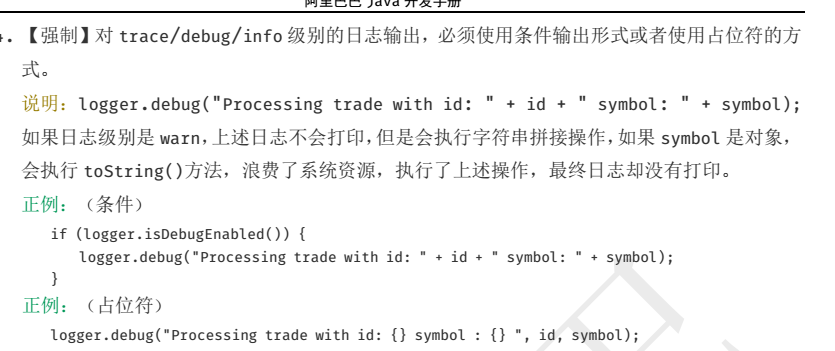 阿里巴巴 Java 开发手册
4. 【强制】对 trace/debug/info 级别的日志输出，必须使用条件输出形式或者使用占位符的方
式。
说明：logger.debug("Processing trade with id: " + id + " symbol: " + symbol);
如果日志级别是 warn，上述日志不会打印，但是会执行字符串拼接操作，如果 symbol 是对象，
会执行 toString()方法，浪费了系统资源，执行了上述操作，最终日志却没有打印。
正例：（条件）
if (logger.isDebugEnabled()) {
logger.debug("Processing trade with id: " + id + " symbol: " + symbol);
}
正例：（占位符）
logger.debug("Processing trade with id: {} symbol : {} ", id, symbol);